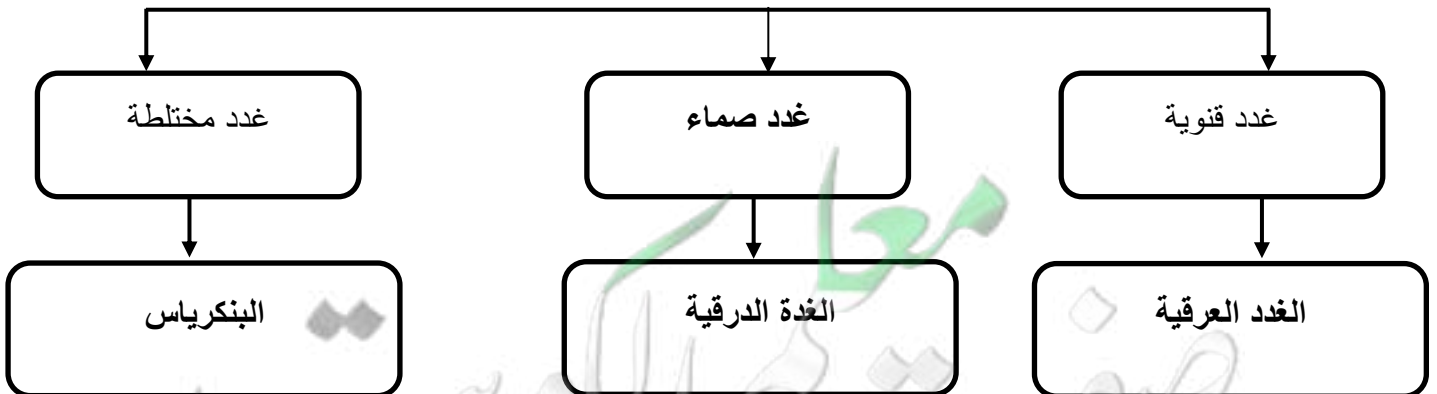 غدد قنوية
غدد صماء
غدد مختلطة
الغدد العرقية
الغدة الدرقية
البنكرياس